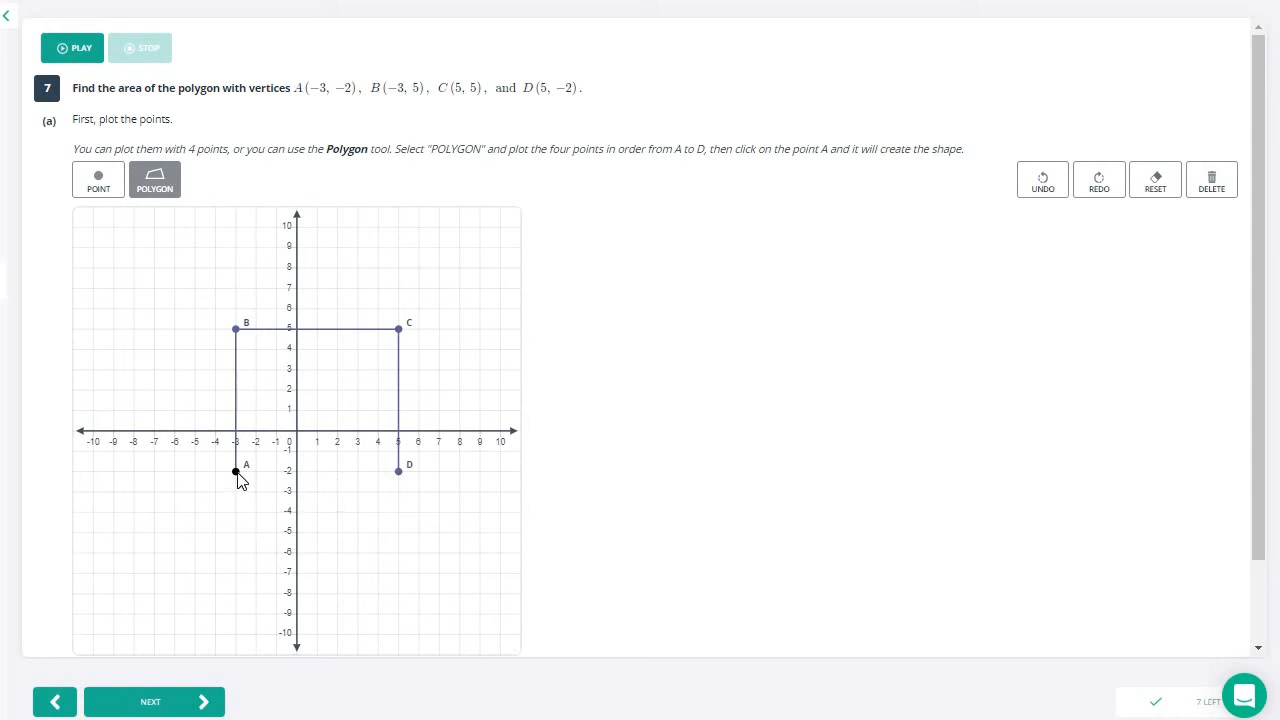 PLAY STOP
7 Find the area of the polygon with vertices A(−3, −2), B(−3, 5), C(5, 5), and D(5, −2).
(a) First, plot the points.
You can plot them with 4 points, or you can use the Polygon tool. Select "POLYGON" and plot the four points in order from A to D, then click on the point A and it will create the shape.
POINT POLYGON UNDO REDO RESET DELETE
10
9
8
7
6
B C
5
4
3
2
1
-10 -9 -8 -7 -6 -5 -4 -3 -2 -1 0 1 2 3 4 5 6 7 8 9 10
-1
A D
-2
-3
-4
-5
-6
-7
-8
-9
-10
NEXT 7 LEFT